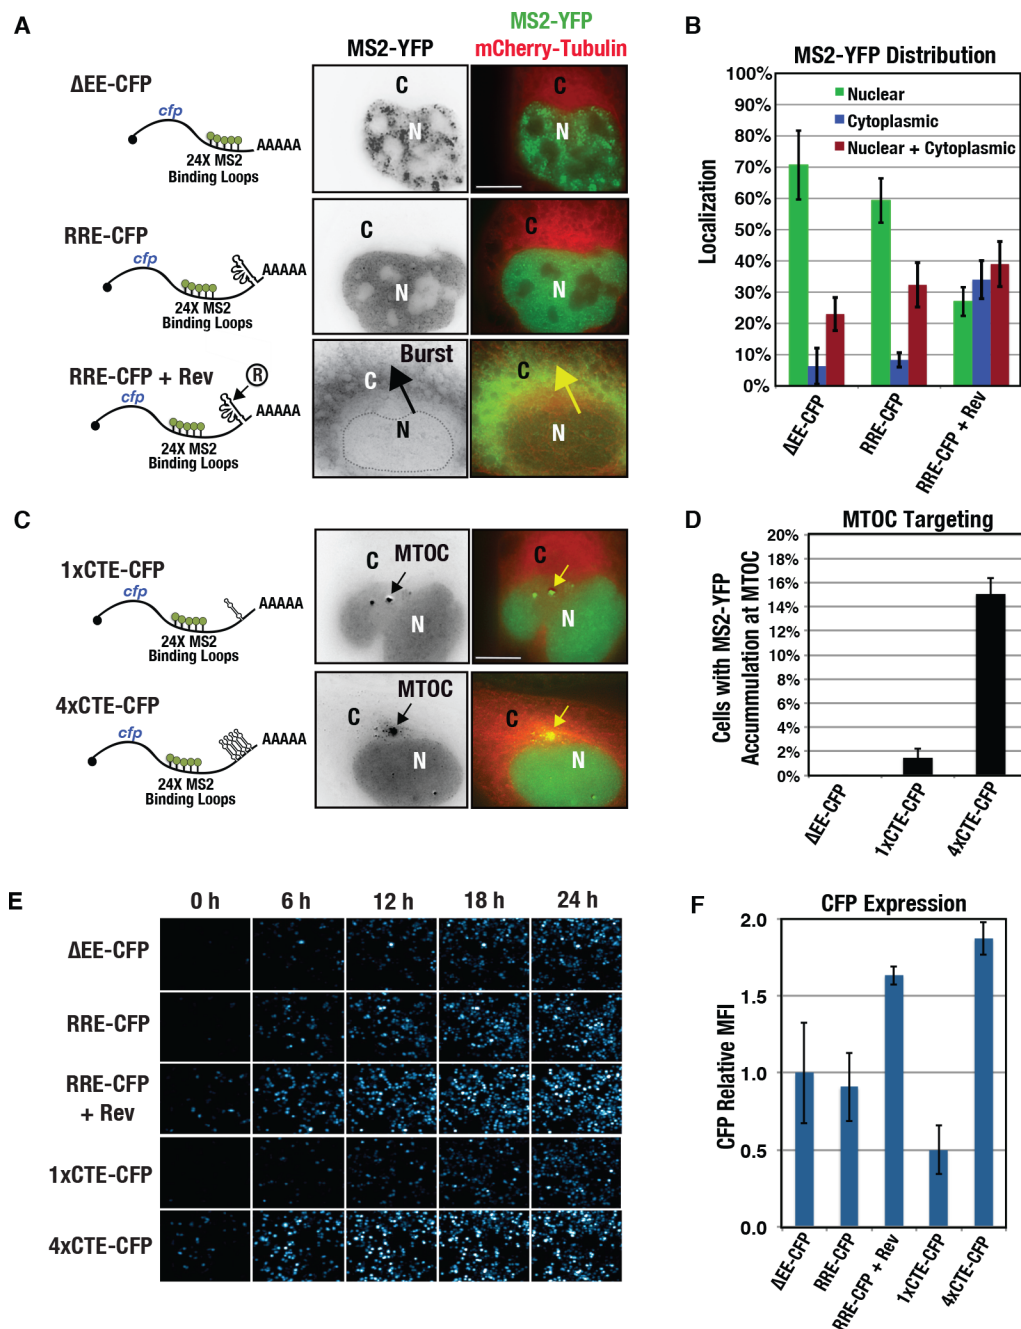 A
MS2-YFP
MS2-YFP
mCherry-Tubulin
ΔEE-CFP
cfp
AAAAA
24X MS2
Binding Loops
C
N
C
N
RRE-CFP
cfp
AAAAA
24X MS2
Binding Loops
C
N
C
N
RRE-CFP + Rev
R
cfp
AAAAA
24X MS2
Binding Loops
Burst
C
N
C
N
B
MS2-YFP Distribution
100%
90%
80%
70%
60%
50%
40%
30%
20%
10%
0%
Localization
Nuclear
Cytoplasmic
Nuclear + Cytoplasmic
ΔEE-CFP
RRE-CFP
RRE-CFP + Rev
C
1xCTE-CFP
cfp
AAAAA
24X MS2
Binding Loops
C
MTOC
N
C
N
4xCTE-CFP
cfp
AAAAA
24X MS2
Binding Loops
MTOC
C
N
C
N
D
MTOC Targeting
20%
18%
16%
14%
12%
10%
8%
6%
4%
2%
0%
Cells with MS2-YFP
Accummulation at MTOC
ΔEE-CFP
1xCTE-CFP
4xCTE-CFP
E
0 h
6 h
12 h
18 h
24 h
ΔEE-CFP
RRE-CFP
RRE-CFP
+ Rev
1xCTE-CFP
4xCTE-CFP
F
CFP Expression
2.0
1.5
1.0
0.5
0.0
CFP Relative MFI
ΔEE-CFP
RRE-CFP
RRE-CFP + Rev
1xCTE-CFP
4xCTE-CFP